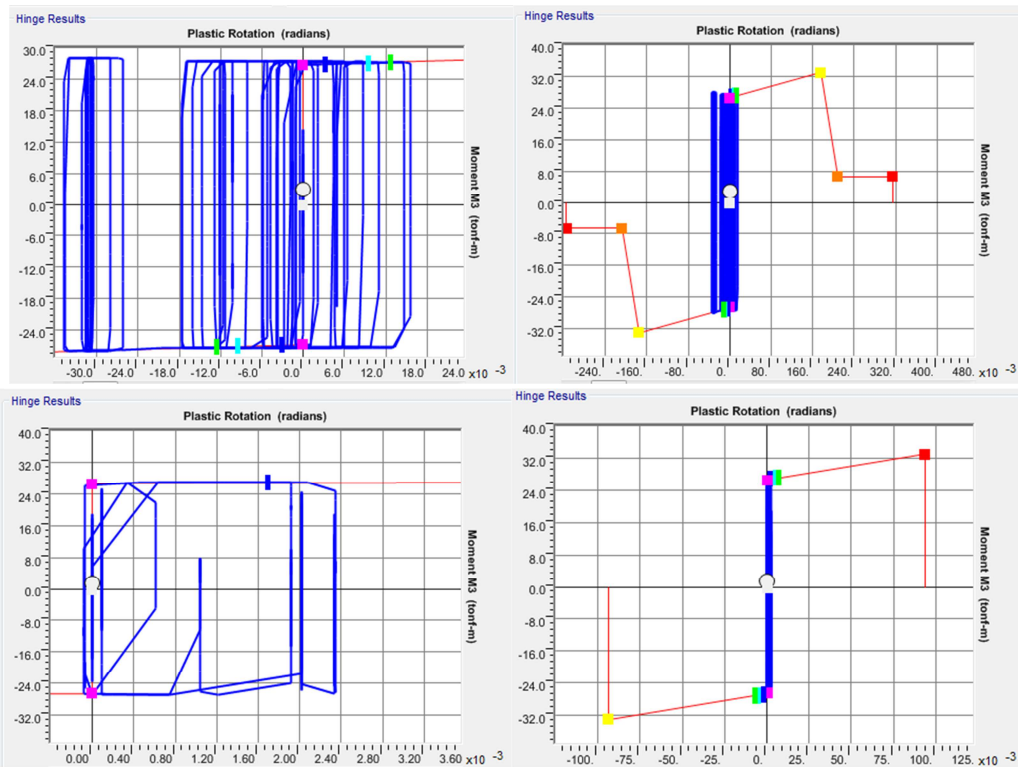 Hinge Results
Plastic Rotation (radians)
30.0
24.0
18.0
12.0
6.0
0.0
-6.0
-12.0
-18.0
-24.0
Moment M3 (tonf-m)
-30.0 -24.0 -18.0 -12.0 -6.0 0.0 6.0 12.0 18.0 24.0 x10 -3
Hinge Results
Plastic Rotation (radians)
40.0
32.0
24.0
16.0
8.0
0.0
-8.0
-16.0
-24.0
-32.0
Moment M3 (tonf-m)
-240. -160. -80. 0. 80. 160. 240. 320. 400. 480. x10 -3
Hinge Results
Plastic Rotation (radians)
40.0
32.0
24.0
16.0
8.0
0.0
-8.0
-16.0
-24.0
-32.0
Moment M3 (tonf-m)
0.00 0.40 0.80 1.20 1.60 2.00 2.40 2.80 3.20 3.60 x10 -3
Hinge Results
Plastic Rotation (radians)
40.0
32.0
24.0
16.0
8.0
0.0
-8.0
-16.0
-24.0
-32.0
Moment M3 (tonf-m)
-100. -75. -50. -25. 0. 25. 50. 75. 100. 125. x10 -3